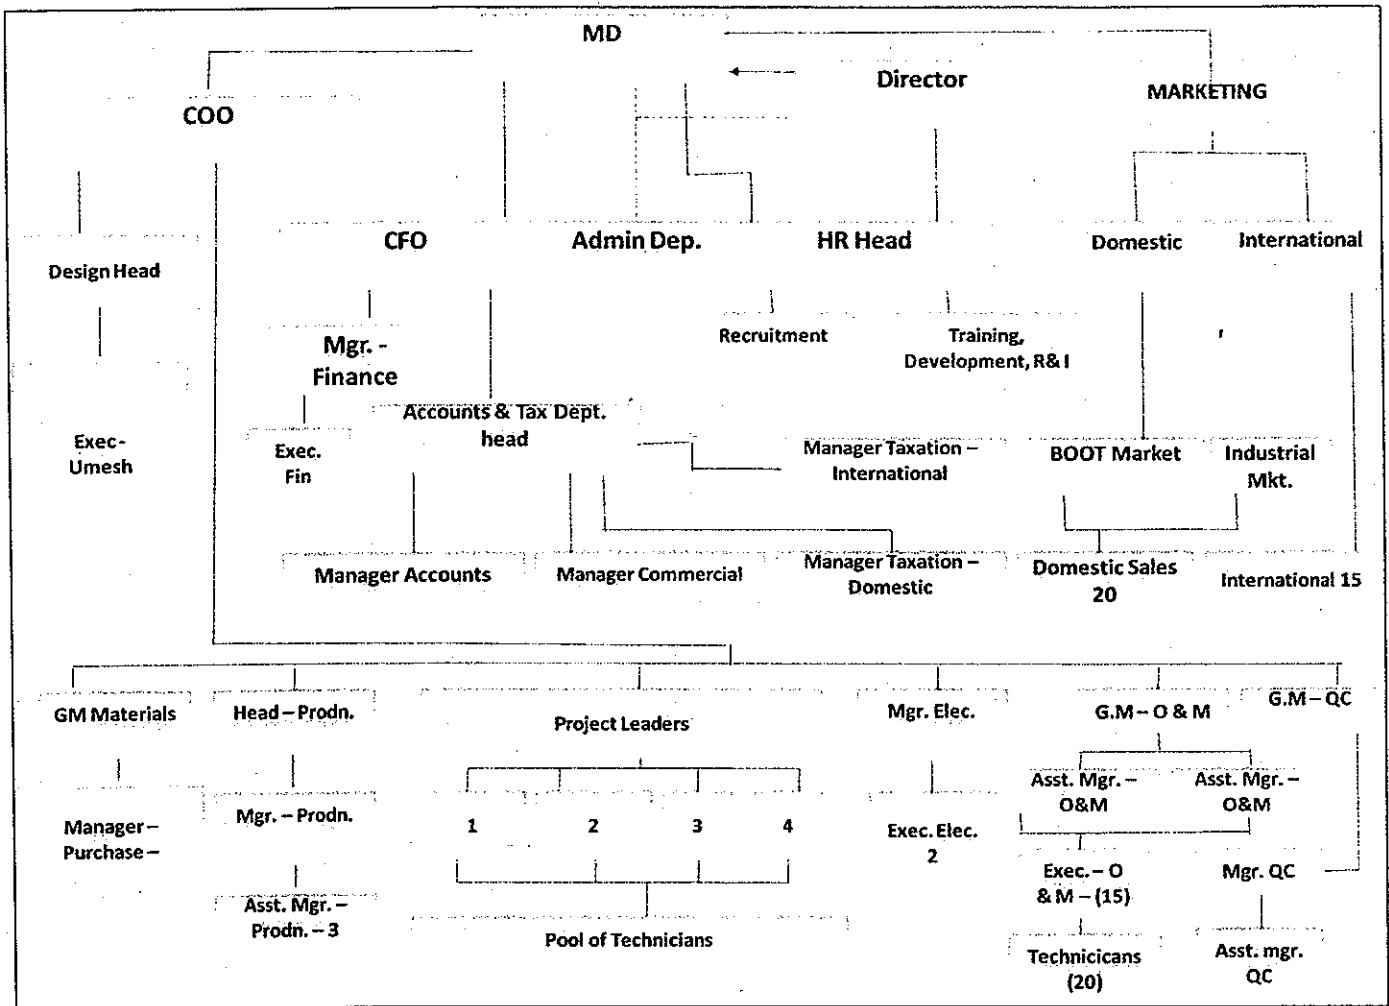 MD
Director
MARKETING
COO
CFO
Admin Dep.
HR Head
Domestic
International
Design Head
Recruitment
Training,
Development, R& I
Mgr. -
Finance
Accounts & Tax Dept.
head
Exec-
Umesh
Exec.
Fin
Manager Taxation –
International
BOOT Market
Industrial
Mkt.
Manager Accounts
Manager Commercial
Manager Taxation –
Domestic
Domestic Sales
20
International 15
GM Materials
Head – Prodn.
Project Leaders
Mgr. Elec.
G.M – O & M
G.M – QC
Manager –
Purchase –
Mgr. – Prodn.
1
2
3
4
Exec. Elec.
2
Asst. Mgr. –
O&M
Asst. Mgr. –
O&M
Exec. – O
& M – (15)
Mgr. QC
Asst. Mgr. –
Prodn. – 3
Pool of Technicians
Technicicans
(20)
Asst. mgr.
QC